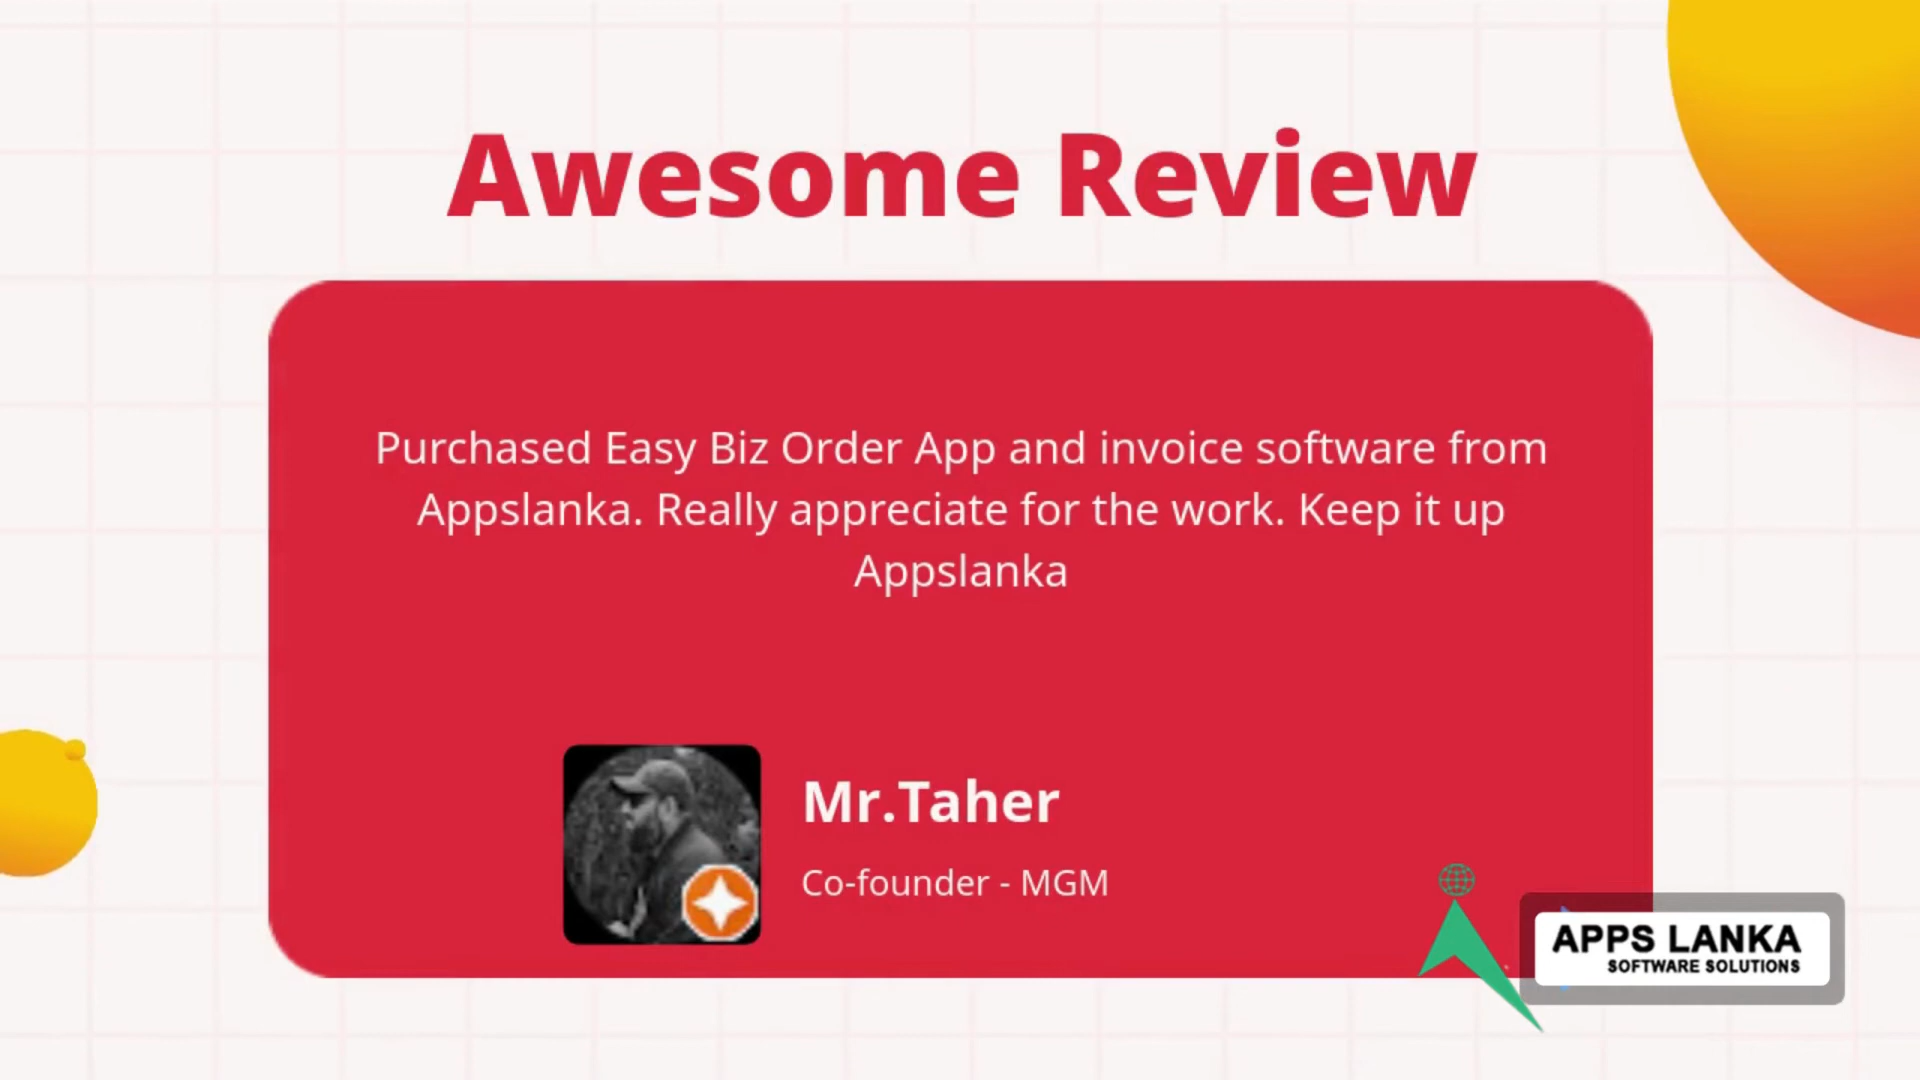 Awesome Review
Purchased Easy Biz Order App and invoice software from
Appslanka. Really appreciate for the work. Keep it up
Appslanka
Mr.Taher
Co-founder - MGM
APPS LANKA
SOFTWARE SOLUTIONS